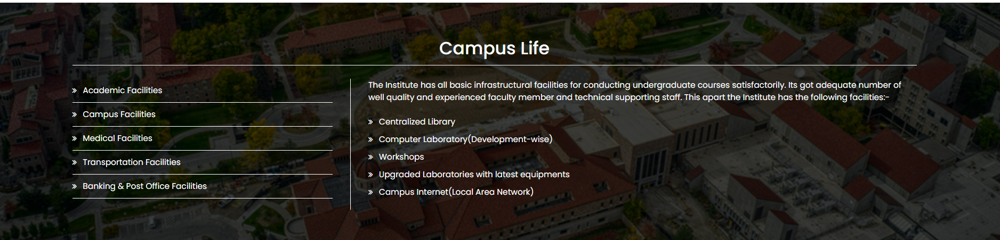 Campus Life
» Academic Facilities
» Campus Facilities
» Medical Facilities
» Transportation Facilities
» Banking & Post Office Facilities
The Institute has all basic infrastructural facilities for conducting undergraduate courses satisfactorily. Its got adequate number of
well quality and experienced faculty member and technical supporting staff. This apart the Institute has the following facilities:-
» Centralized Library
» Computer Laboratory(Development-wise)
» Workshops
» Upgraded Laboratories with latest equipments
» Campus Internet(Local Area Network)